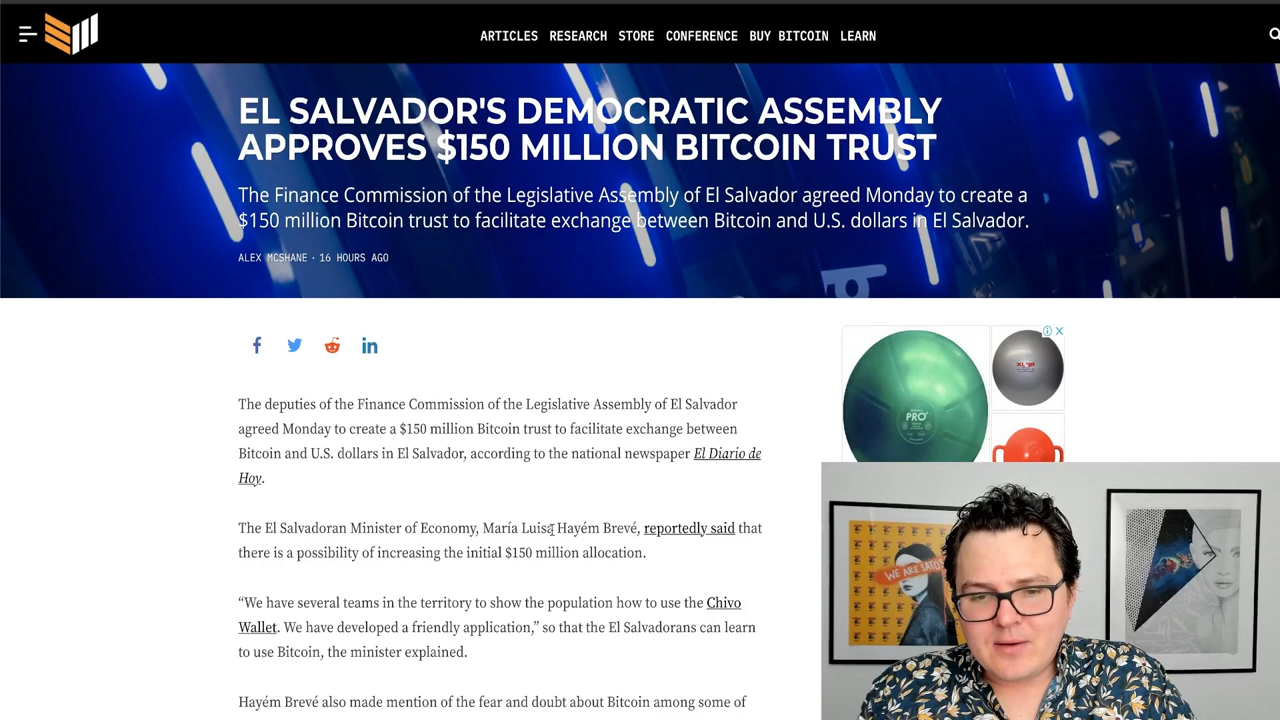 ARTICLES RESEARCH STORE CONFERENCE BUY BITCOIN LEARN
EL SALVADOR'S DEMOCRATIC ASSEMBLY
APPROVES $150 MILLION BITCOIN TRUST
The Finance Commission of the Legislative Assembly of El Salvador agreed Monday to create a
$150 million Bitcoin trust to facilitate exchange between Bitcoin and U.S. dollars in El Salvador.
ALEX MCSHANE · 16 HOURS AGO
The deputies of the Finance Commission of the Legislative Assembly of El Salvador
agreed Monday to create a $150 million Bitcoin trust to facilitate exchange between
Bitcoin and U.S. dollars in El Salvador, according to the national newspaper El Diario de
Hoy.
The El Salvadoran Minister of Economy, María Luisa Hayém Brevé, reportedly said that
there is a possibility of increasing the initial $150 million allocation.
“We have several teams in the territory to show the population how to use the Chivo
Wallet. We have developed a friendly application,” so that the El Salvadorans can learn
to use Bitcoin, the minister explained.
Hayém Brevé also made mention of the fear and doubt about Bitcoin among some of
PRO
WE ARE SATOS